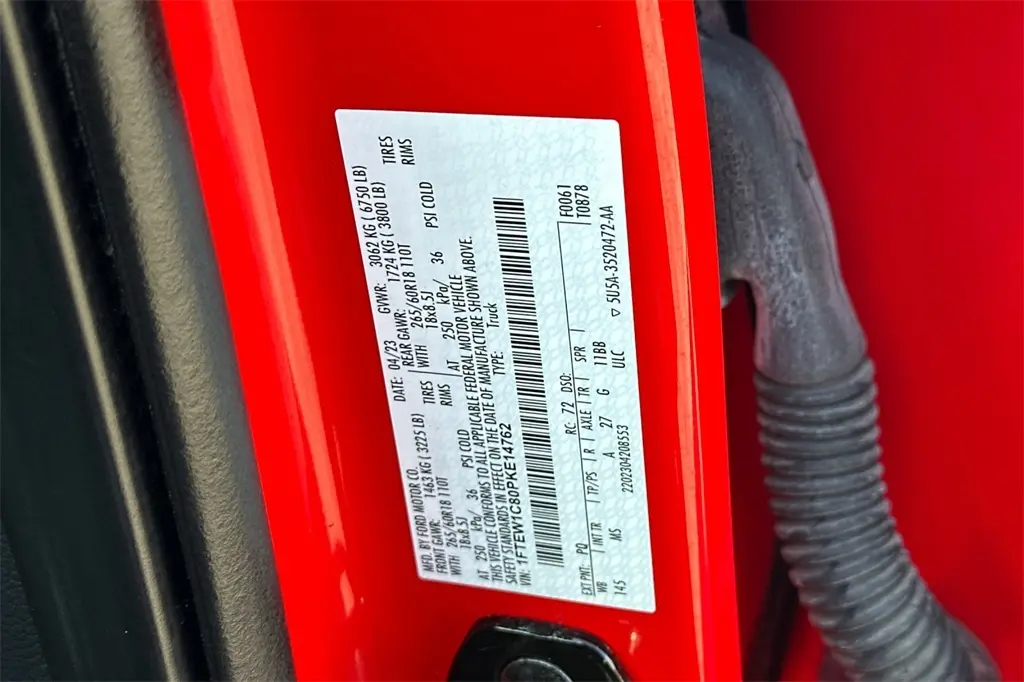 MFD. BY FORD MOTOR CO. DATE: 04/23 GVWR: 3062 KG ( 6750 LB)
FRONT GAWR: 1463 KG ( 3225 LB) REAR GAWR: 1724 KG ( 3800 LB)
WITH 265/60R18 110T TIRES WITH 265/60R18 110T TIRES
18x8.5J RIMS 18x8.5J RIMS
AT 250 kPa/ 36 PSI COLD AT 250 kPa/ 36 PSI COLD
THIS VEHICLE CONFORMS TO ALL APPLICABLE FEDERAL MOTOR VEHICLE
SAFETY STANDARDS IN EFFECT ON THE DATE OF MANUFACTURE SHOWN ABOVE.
VIN: 1FTEW1C80PKE14762 TYPE: Truck
F0061
EXT PNT: PQ RC: 72 DSO: T0878
WB INT TR TP/PS R AXLE TR SPR
145 MS A 27 G 11BB
2202304208553 ULC ▽ 5U5A-3520472-AA